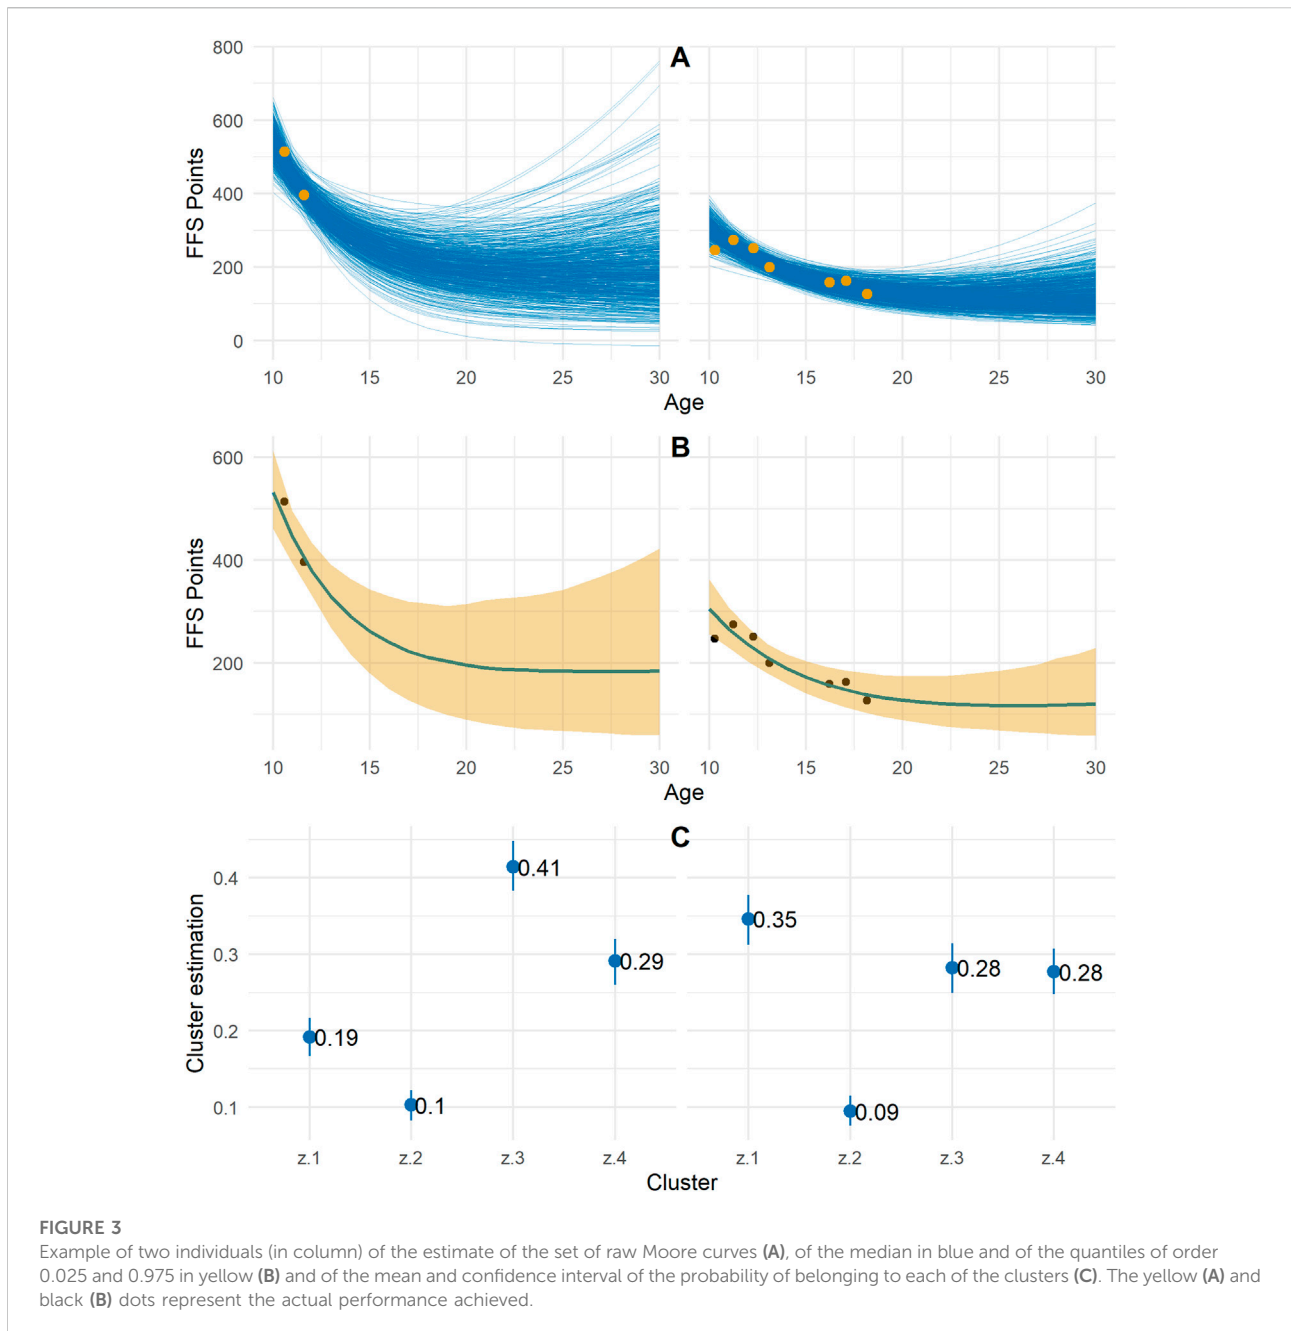 A
800
600
400
200
0
FFS Points
10 15 20 25 30 10 15 20 25 30
Age
B
600
400
200
FFS Points
10 15 20 25 30 10 15 20 25 30
Age
C
0.4
0.3
0.2
0.1
Cluster estimation
0.19
0.1
0.41
0.29
0.35
0.09
0.28
0.28
z.1 z.2 z.3 z.4 z.1 z.2 z.3 z.4
Cluster
FIGURE 3
Example of two individuals (in column) of the estimate of the set of raw Moore curves (A), of the median in blue and of the quantiles of order
0.025 and 0.975 in yellow (B) and of the mean and confidence interval of the probability of belonging to each of the clusters (C). The yellow (A) and
black (B) dots represent the actual performance achieved.